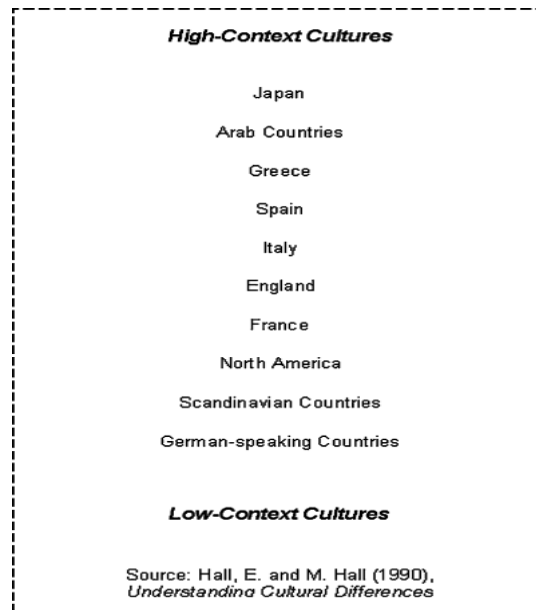 High-Context Cultures
Japan
Arab Countries
Greece
Spain
Italy
England
France
North America
Scandinavian Countries
German-speaking Countries
Low-Context Cultures
Source: Hall, E. and M. Hall (1990),
Understanding Cultural Differences